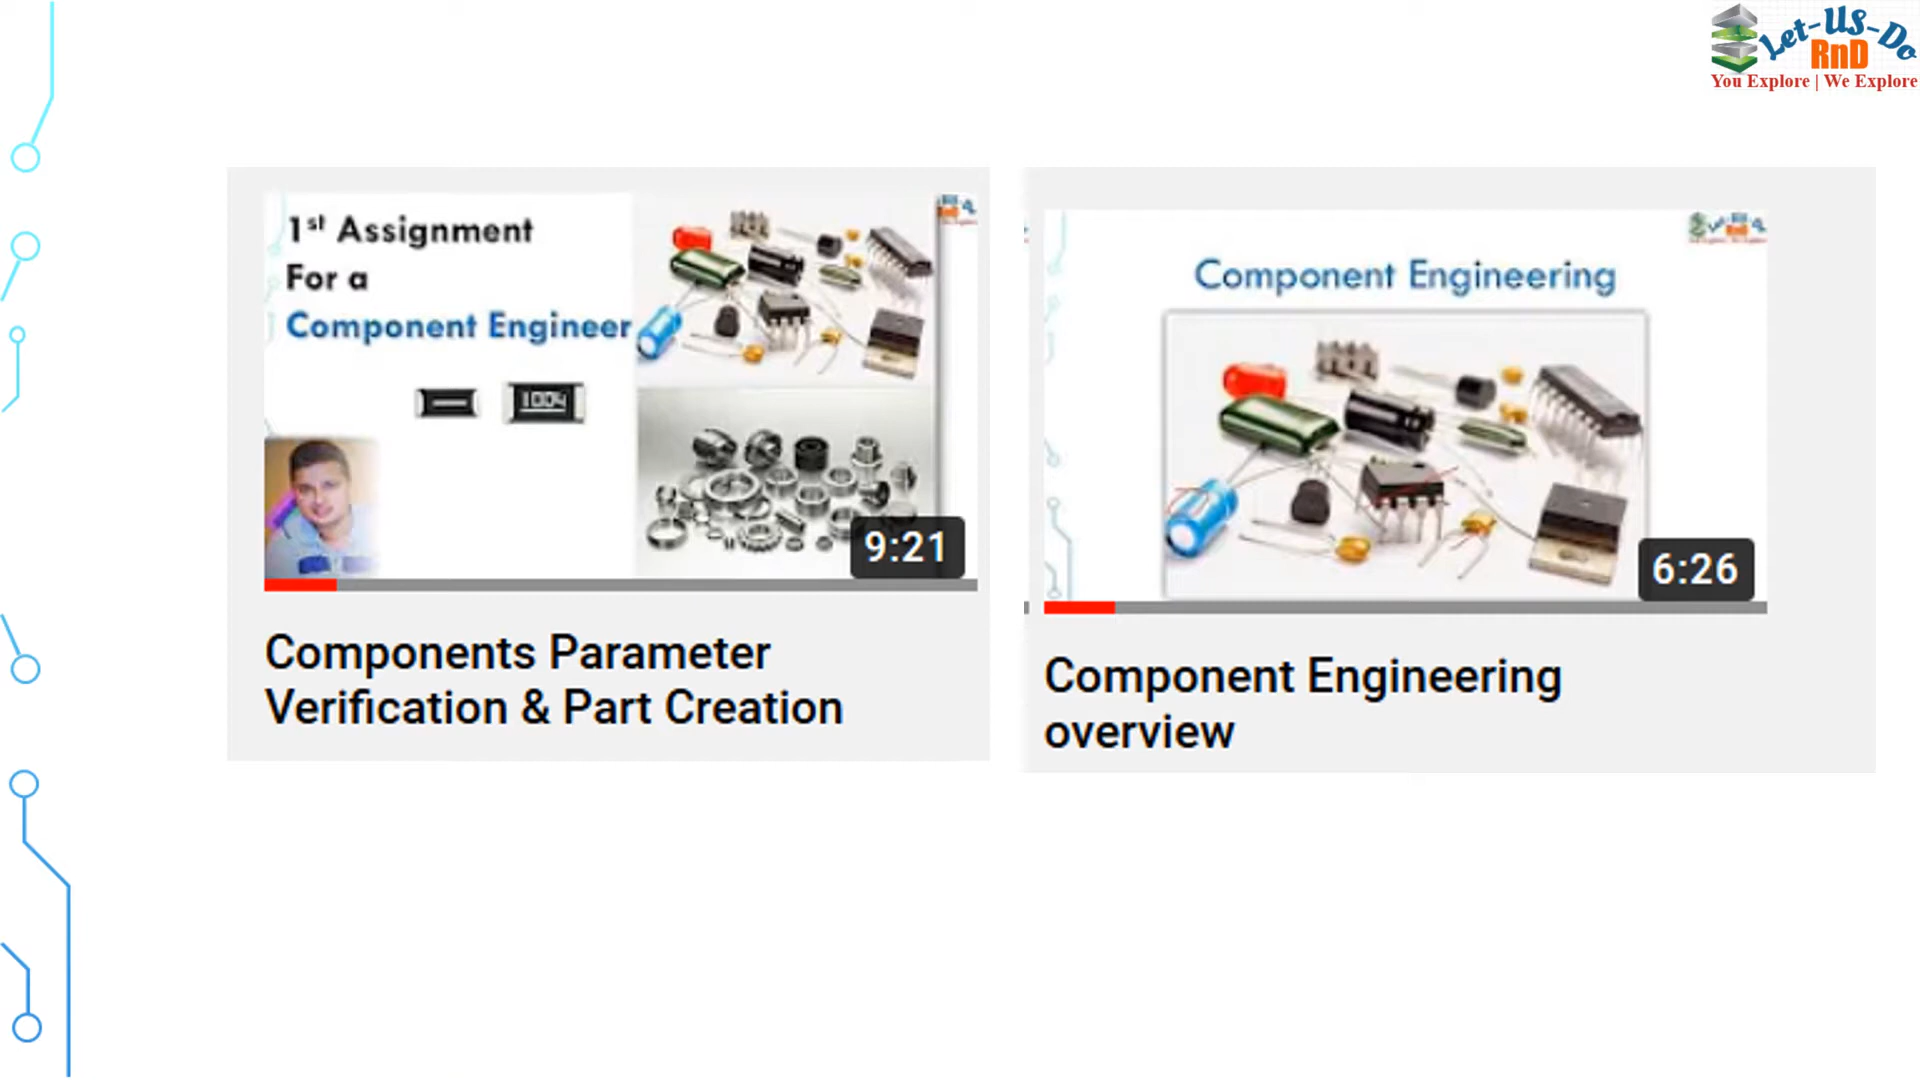 Let-Us-Do
RnD
You Explore | We Explore
1st Assignment
For a
Component Engineer
1004
9:21
Components Parameter
Verification & Part Creation
Component Engineering
6:26
Component Engineering
overview